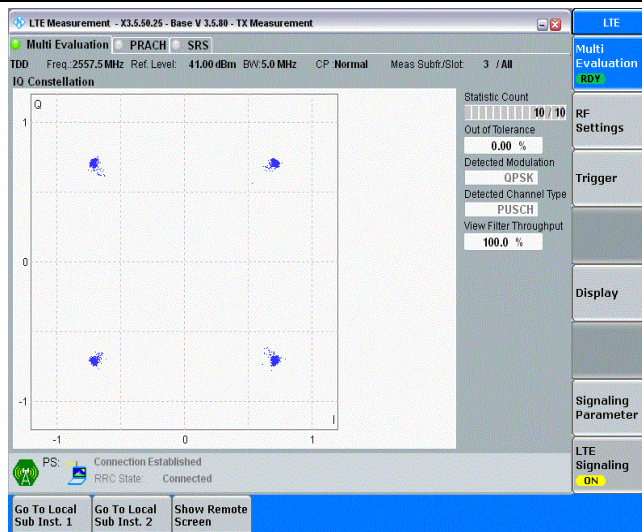 LTE Measurement - X3.5.50.25 - Base V 3.5.80 - TX Measurement
LTE
Multi Evaluation PRACH SRS
TDD Freq.:2557.5 MHz Ref. Level: 41.00 dBm BW:5.0 MHz CP :Normal Meas Subfr./Slot: 3 / All
IQ Constellation
Q
1
0
-1
-1 0 1
I
Statistic Count
10 / 10
Out of Tolerance
0.00 %
Detected Modulation
QPSK
Detected Channel Type
PUSCH
View Filter Throughput
100.0 %
Multi
Evaluation
RDY
RF
Settings
Trigger
Display
Signaling
Parameter
LTE
Signaling
ON
PS: Connection Established
RRC State: Connected
Go To Local
Sub Inst. 1
Go To Local
Sub Inst. 2
Show Remote
Screen